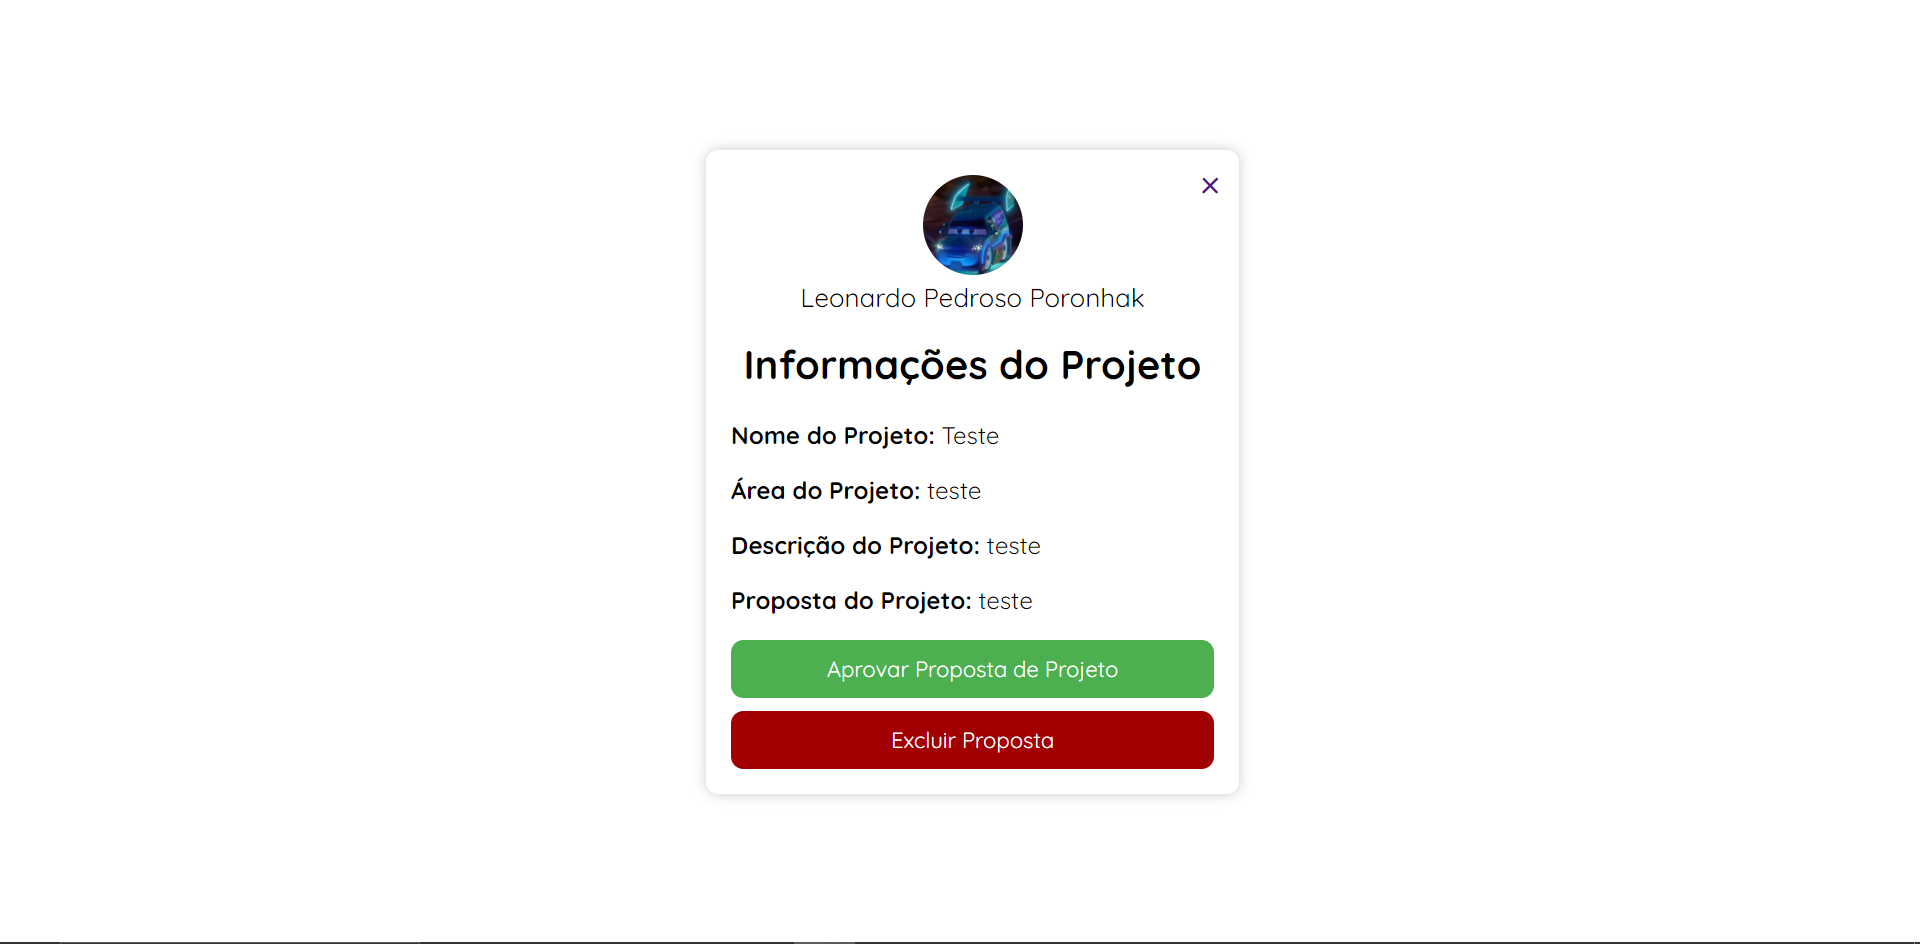 Leonardo Pedroso Poronhak
Informações do Projeto
Nome do Projeto: Teste
Área do Projeto: teste
Descrição do Projeto: teste
Proposta do Projeto: teste
Aprovar Proposta de Projeto
Excluir Proposta